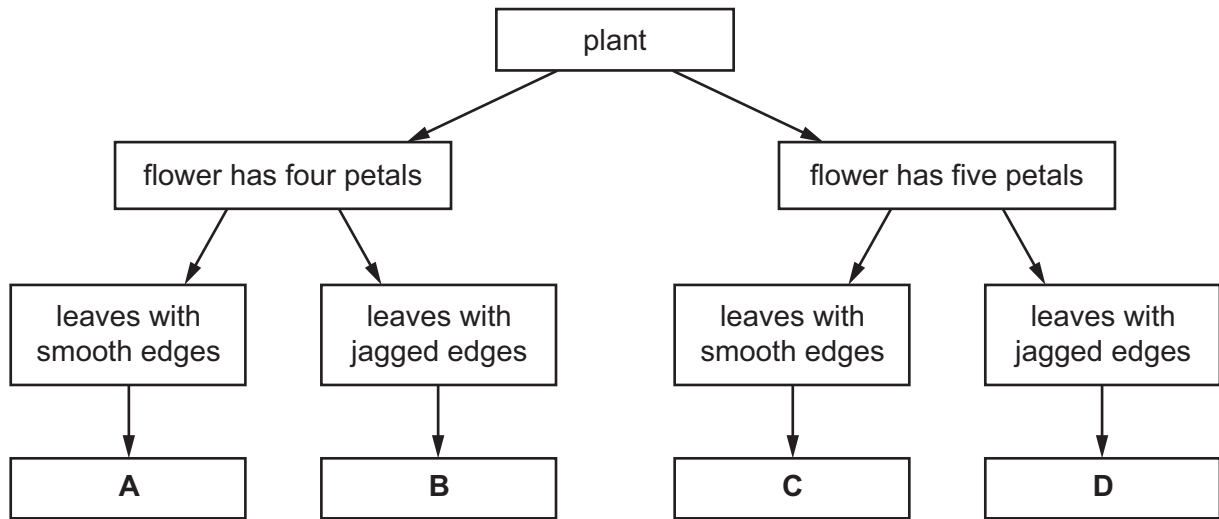 plant
flower has four petals
flower has five petals
leaves with
smooth edges
leaves with
jagged edges
leaves with
smooth edges
leaves with
jagged edges
A
B
C
D